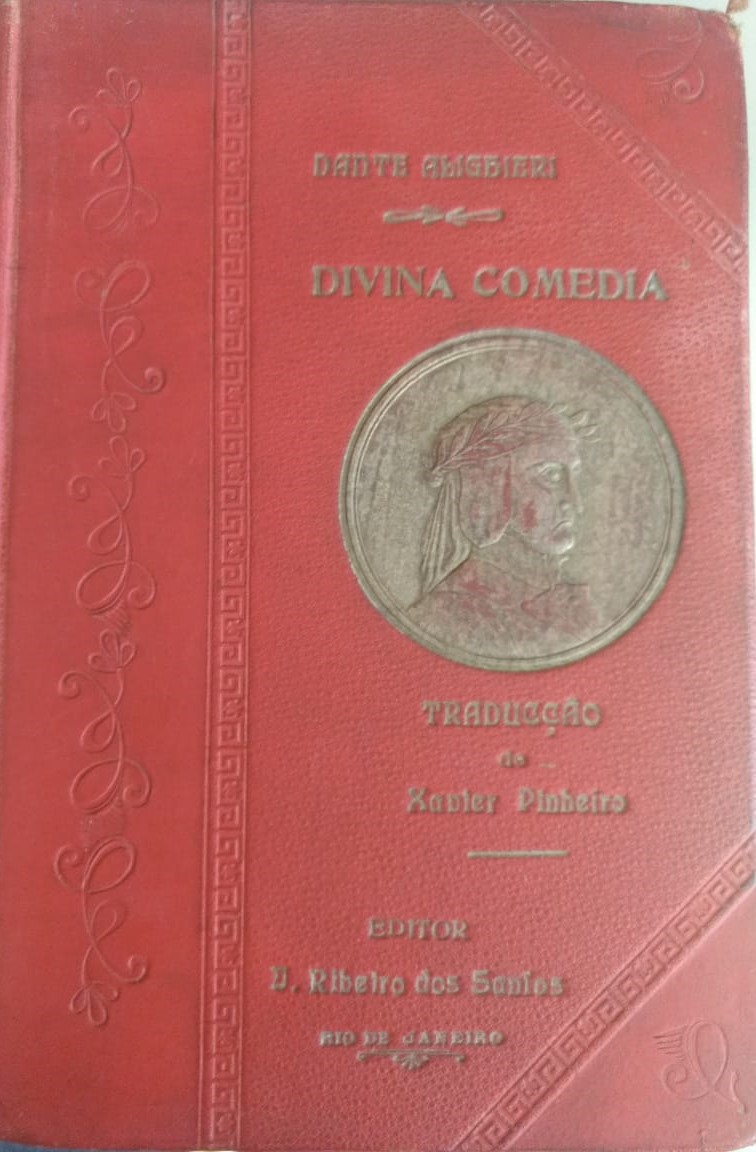 DANTE ALIGHIERI
DIVINA COMEDIA
TRADUCÇÃO
de
Xavier Pinheiro
EDITOR
J. Ribeiro dos Santos
RIO DE JANEIRO